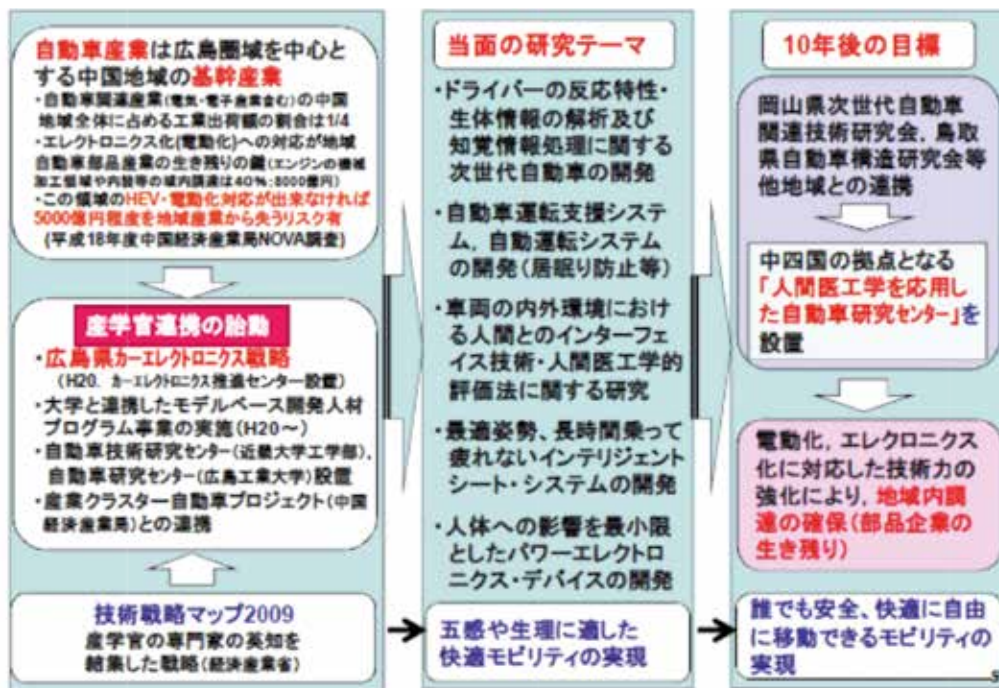 自動車産業は広島圏域を中心と
する中国地域の基幹産業
・自動車関連産業(電気・電子産業含む)の中国
地域全体に占める工業出荷額の割合は1/4
・エレクトロニクス化(電動化)への対応が地域
自動車部品産業の生き残りの鍵(エンジンの機械
加工領域や内装等の域内調達は40%:8000億円)
・この領域のHEV・電動化対応が出来なければ
5000億円程度を地域産業から失うリスク有
(平成18年度中国経済産業局NOVA調査)
産学官連携の胎動
・広島県カーエレクトロニクス戦略
(H20. カーエレクトロニクス推進センター設置)
・大学と連携したモデルベース開発人材
プログラム事業の実施(H20～)
・自動車技術研究センター(近畿大学工学部),
自動車研究センター(広島工業大学)設置
・産業クラスター自動車プロジェクト(中国
経済産業局)との連携
技術戦略マップ2009
産学官の専門家の英知を
結集した戦略(経済産業省)
当面の研究テーマ
・ドライバーの反応特性・
生体情報の解析及び
知覚情報処理に関する
次世代自動車の開発
・自動車運転支援システ
ム, 自動運転システム
の開発(居眠り防止等)
・車両の内外環境におけ
る人間とのインターフェ
イス技術・人間医工学的
評価法に関する研究
・最適姿勢、長時間乗って
疲れないインテリジェント
シート・システムの開発
・人体への影響を最小限
としたパワーエレクトロ
ニクス・デバイスの開発
五感や生理に適した
快適モビリティの実現
10年後の目標
岡山県次世代自動車
関連技術研究会, 鳥取
県自動車構造研究会等
他地域との連携
中四国の拠点となる
「人間医工学を応用し
た自動車研究センター」を
設置
電動化, エレクロニクス
化に対応した技術力の
強化により, 地域内調
達の確保(部品企業の
生き残り)
誰でも安全、快適に自由
に移動できるモビリティの
実現